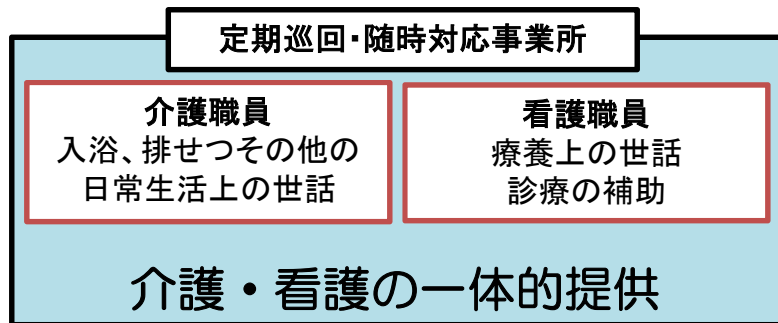 定期巡回・随時対応事業所
介護職員
入浴、排せつその他の
日常生活上の世話
看護職員
療養上の世話
診療の補助
介護・看護の一体的提供